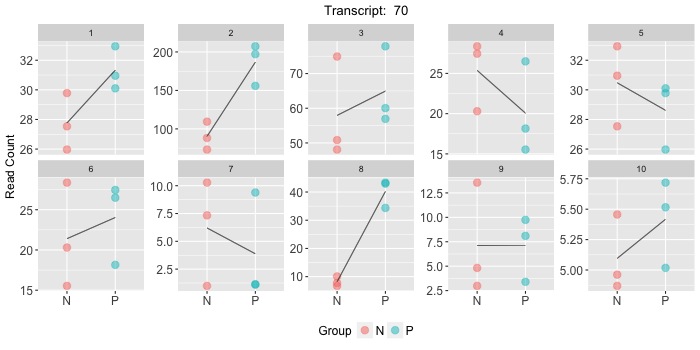 Transcript: 70
1 2 3 4 5
32 30 28 26
200 150 100
70 60 50
25 20 15
32 30 28 26
Read Count
6 7 8 9 10
25 20 15
10.0 7.5 5.0 2.5
40 30 20 10
12.5 10.0 7.5 5.0 2.5
5.75 5.50 5.25 5.00
N P N P N P N P N P
Group N P